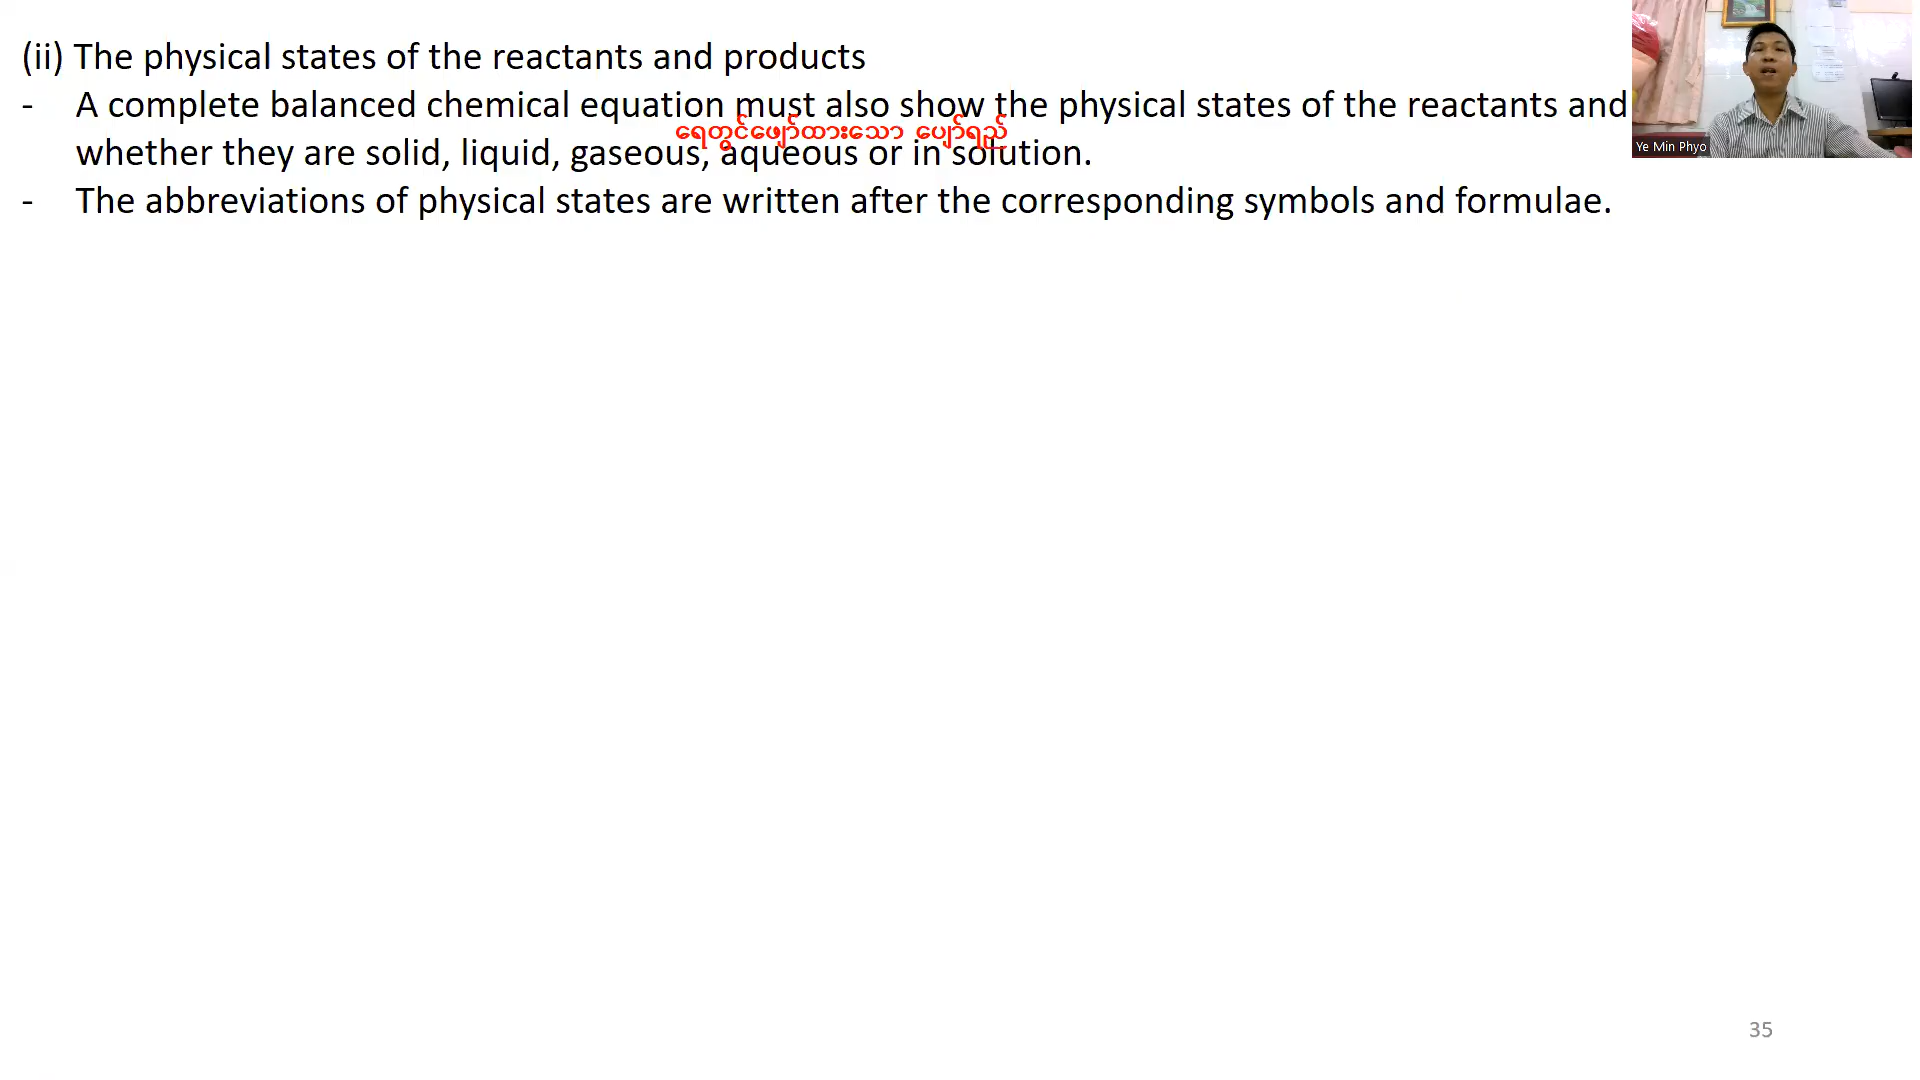 (ii) The physical states of the reactants and products
- A complete balanced chemical equation must also show the physical states of the reactants and
ရေတွင်ဖျော်ထားသော ပျော်ရည်
whether they are solid, liquid, gaseous, aqueous or in solution.
- The abbreviations of physical states are written after the corresponding symbols and formulae.
Ye Min Phyo
35